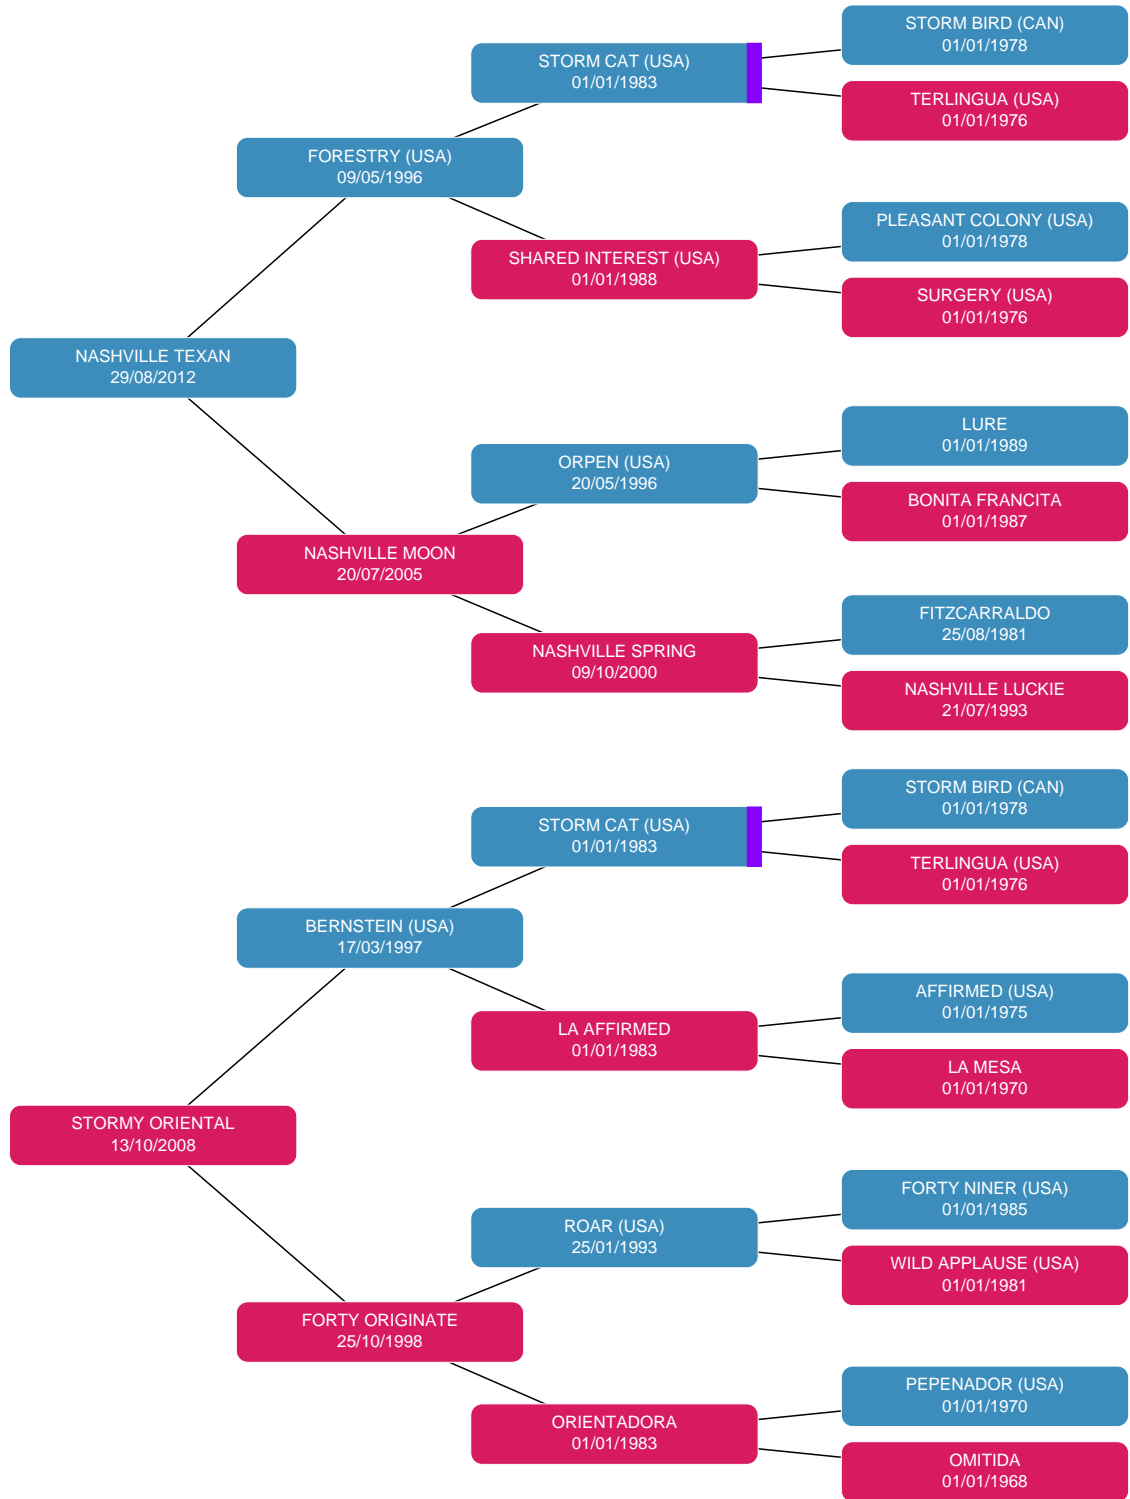 STORM BIRD (CAN)
01/01/1978
STORM CAT (USA)
01/01/1983
TERLINGUA (USA)
01/01/1976
FORESTRY (USA)
09/05/1996
PLEASANT COLONY (USA)
01/01/1978
SHARED INTEREST (USA)
01/01/1988
SURGERY (USA)
01/01/1976
NASHVILLE TEXAN
29/08/2012
LURE
01/01/1989
ORPEN (USA)
20/05/1996
BONITA FRANCITA
01/01/1987
NASHVILLE MOON
20/07/2005
FITZCARRALDO
25/08/1981
NASHVILLE SPRING
09/10/2000
NASHVILLE LUCKIE
21/07/1993
STORM BIRD (CAN)
01/01/1978
STORM CAT (USA)
01/01/1983
TERLINGUA (USA)
01/01/1976
BERNSTEIN (USA)
17/03/1997
AFFIRMED (USA)
01/01/1975
LA AFFIRMED
01/01/1983
LA MESA
01/01/1970
STORMY ORIENTAL
13/10/2008
FORTY NINER (USA)
01/01/1985
ROAR (USA)
25/01/1993
WILD APPLAUSE (USA)
01/01/1981
FORTY ORIGINATE
25/10/1998
PEPENADOR (USA)
01/01/1970
ORIENTADORA
01/01/1983
OMITIDA
01/01/1968